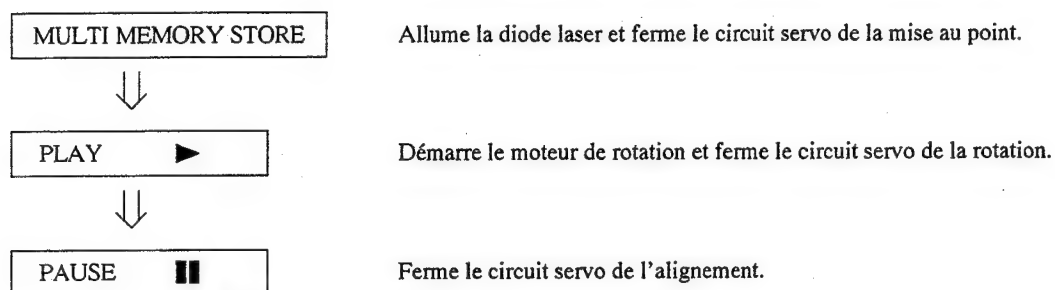 MULTI MEMORY STORE Allume la diode laser et ferme le circuit servo de la mise au point.
PLAY ► Démarre le moteur de rotation et ferme le circuit servo de la rotation.
PAUSE ▮▮ Ferme le circuit servo de l'alignement.